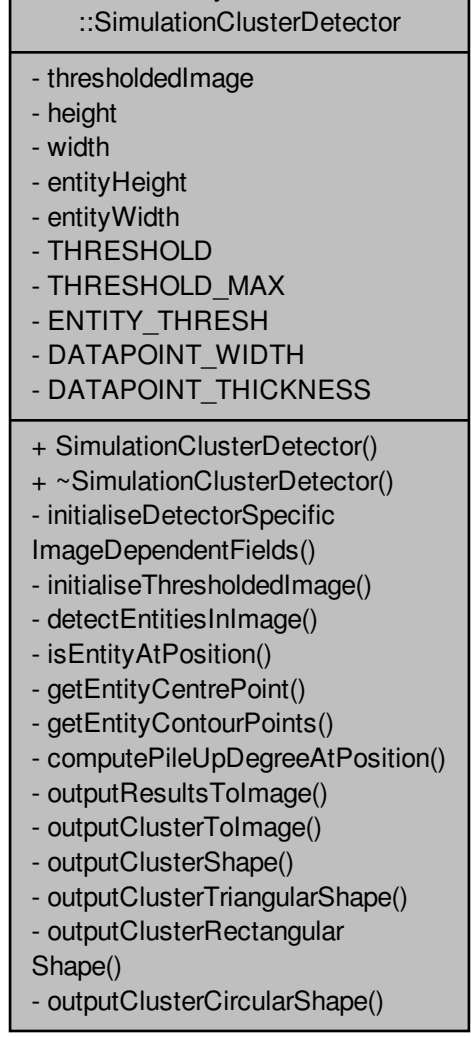 ::SimulationClusterDetector
- thresholdedImage
- height
- width
- entityHeight
- entityWidth
- THRESHOLD
- THRESHOLD_MAX
- ENTITY_THRESH
- DATAPOINT_WIDTH
- DATAPOINT_THICKNESS
+ SimulationClusterDetector()
+ ~SimulationClusterDetector()
- initialiseDetectorSpecific
ImageDependentFields()
- initialiseThresholdedImage()
- detectEntitiesInImage()
- isEntityAtPosition()
- getEntityCentrePoint()
- getEntityContourPoints()
- computePileUpDegreeAtPosition()
- outputResultsToImage()
- outputClusterToImage()
- outputClusterShape()
- outputClusterTriangularShape()
- outputClusterRectangular
Shape()
- outputClusterCircularShape()